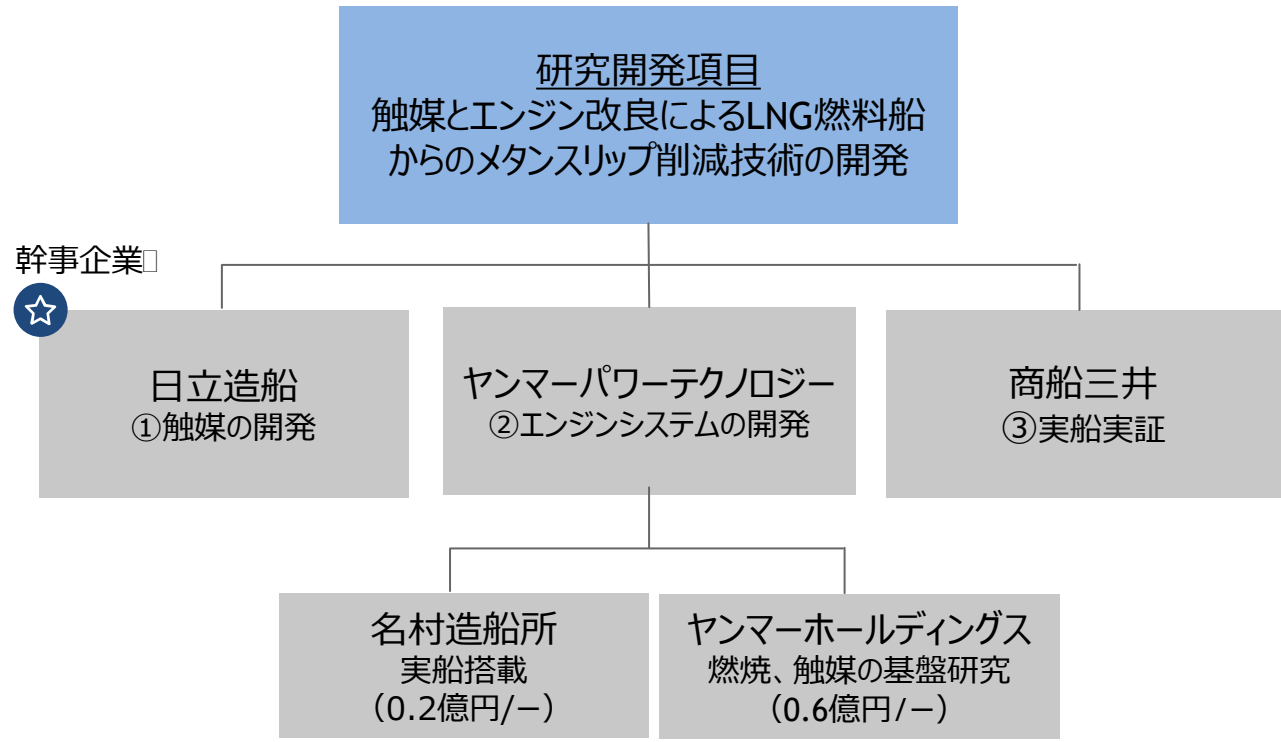 研究開発項目
触媒とエンジン改良によるLNG燃料船
からのメタンスリップ削減技術の開発
幹事企業
日立造船
①触媒の開発
ヤンマーパワーテクノロジー
②エンジンシステムの開発
商船三井
③実船実証
名村造船所
実船搭載
（0.2億円/－）
ヤンマーホールディングス
燃焼、触媒の基盤研究
（0.6億円/－）